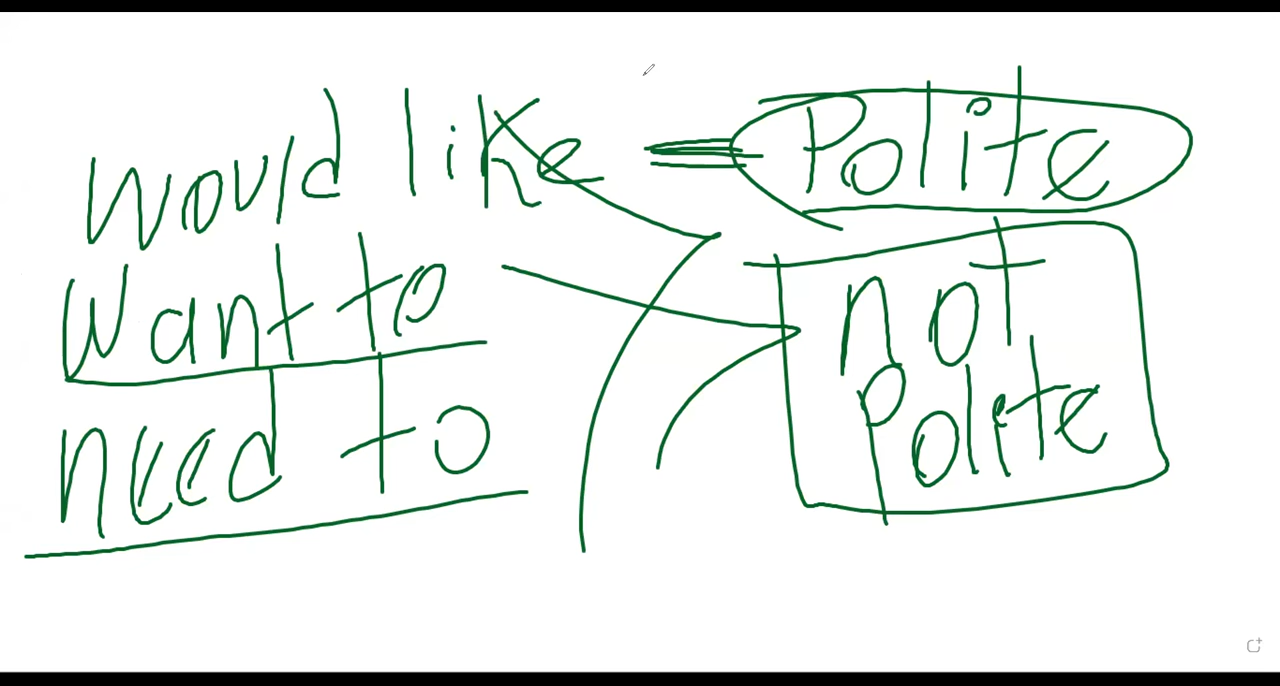 would like = Polite
want to
need to
not
Polite